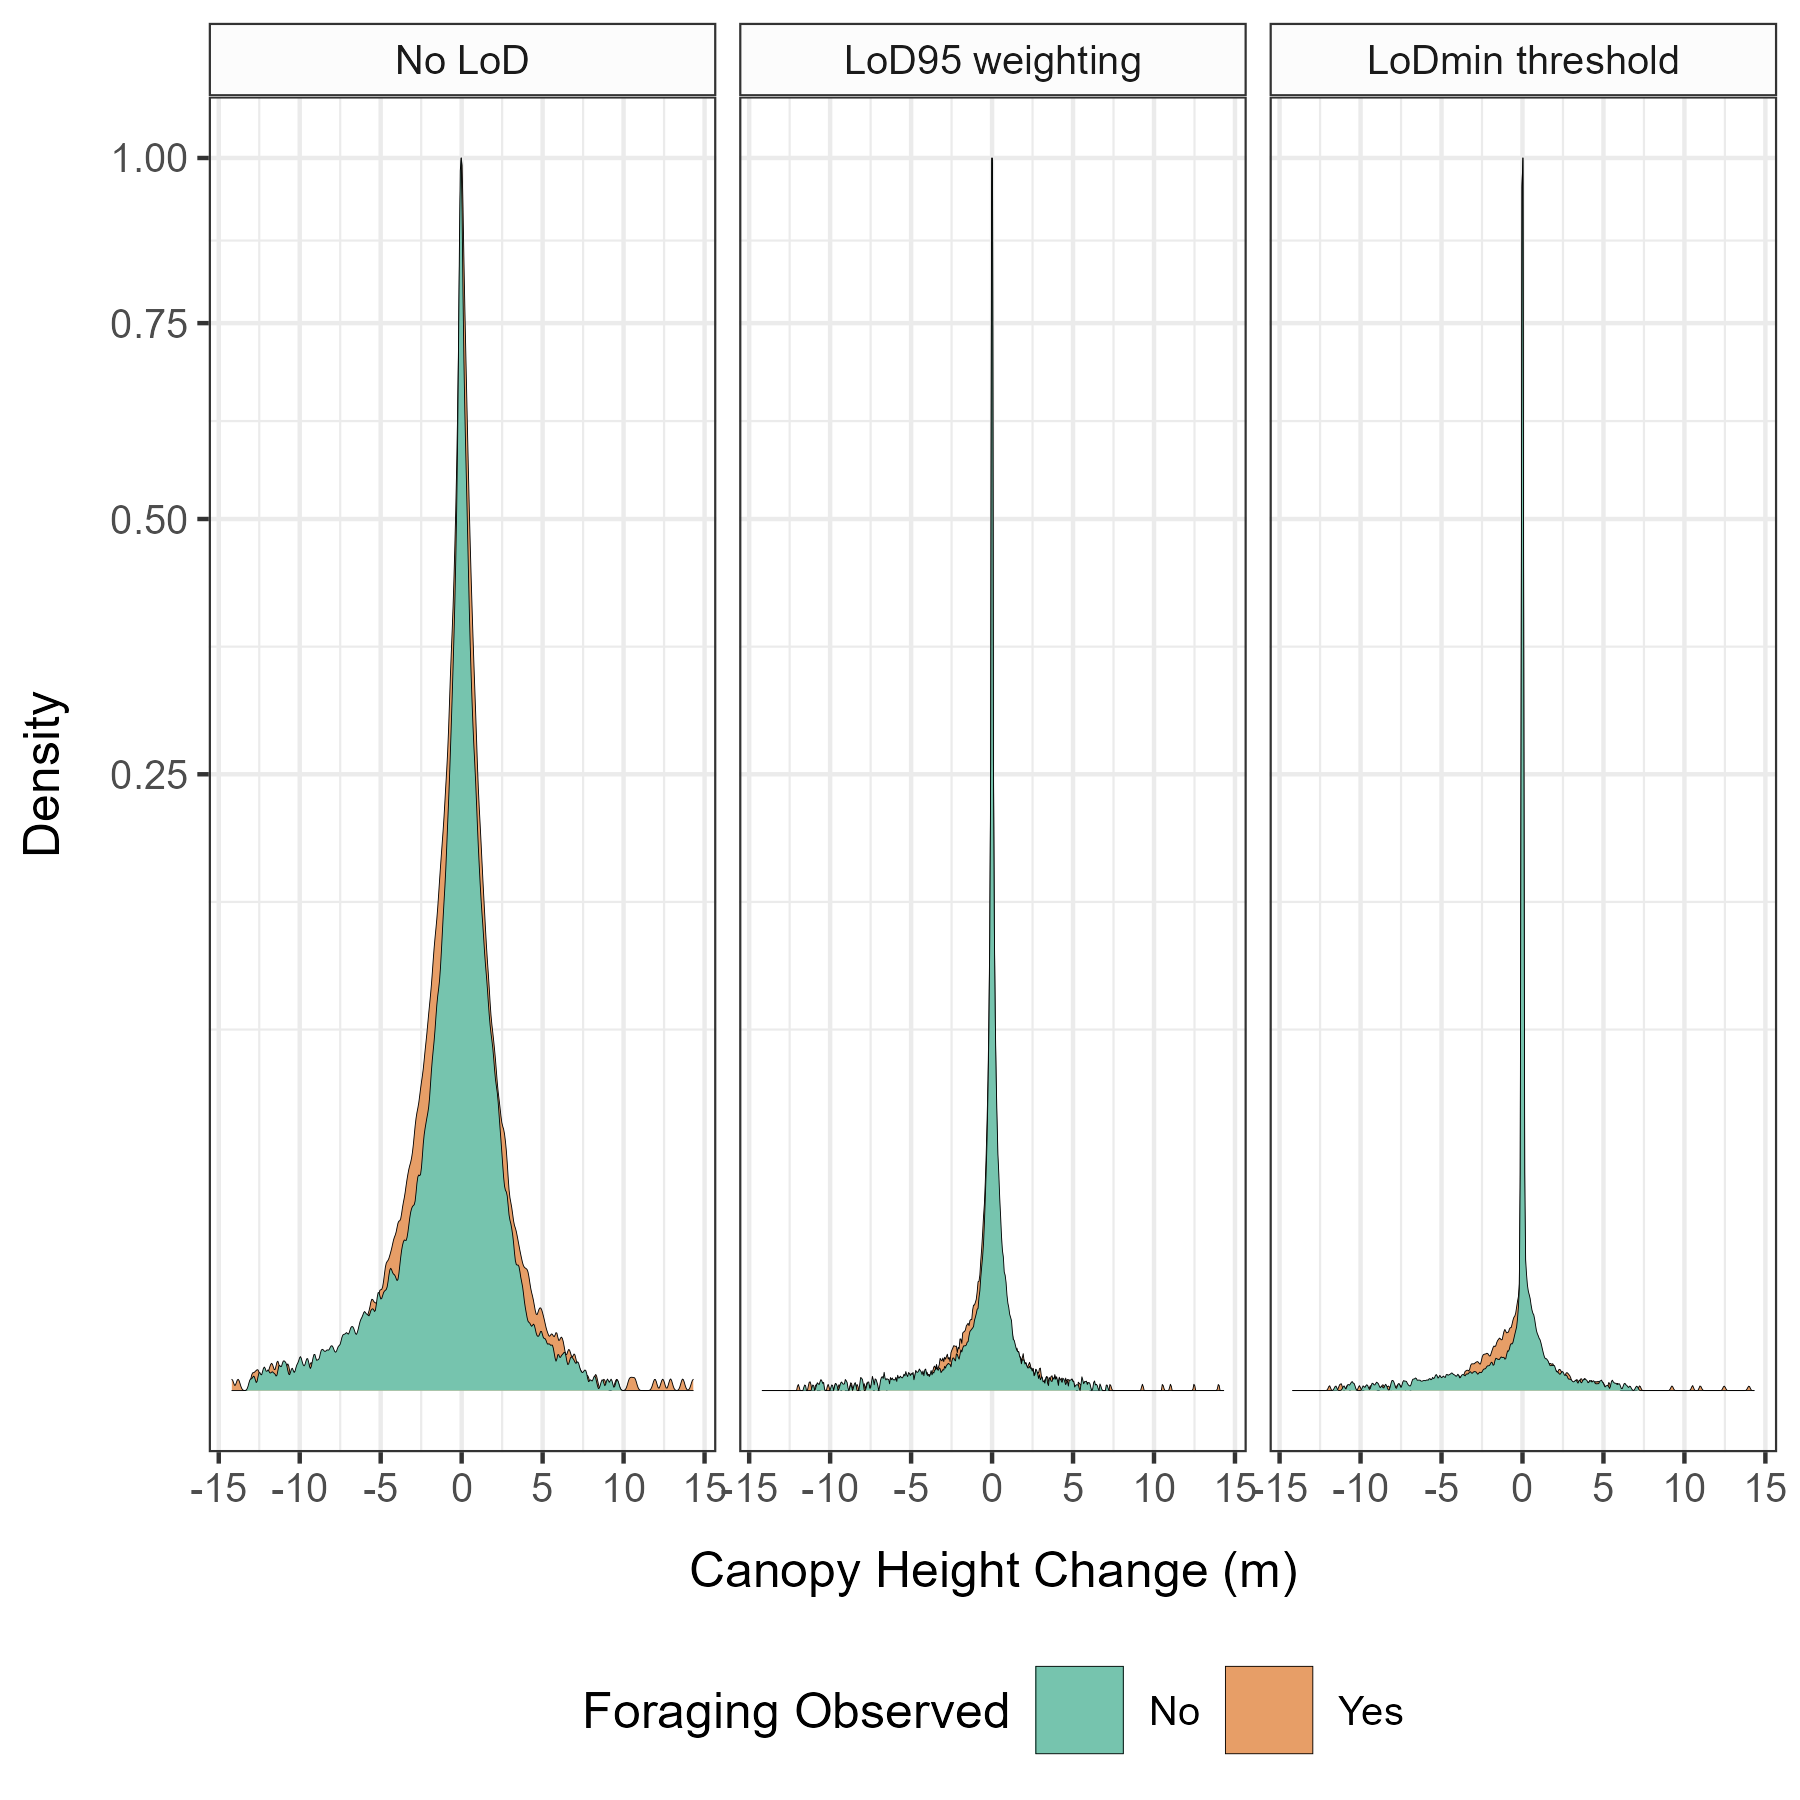 No LoD LoD95 weighting LoDmin threshold
1.00
0.75
0.50
0.25
Density
-15 -10 -5 0 5 10 15 -15 -10 -5 0 5 10 15 -15 -10 -5 0 5 10 15
Canopy Height Change (m)
Foraging Observed No Yes